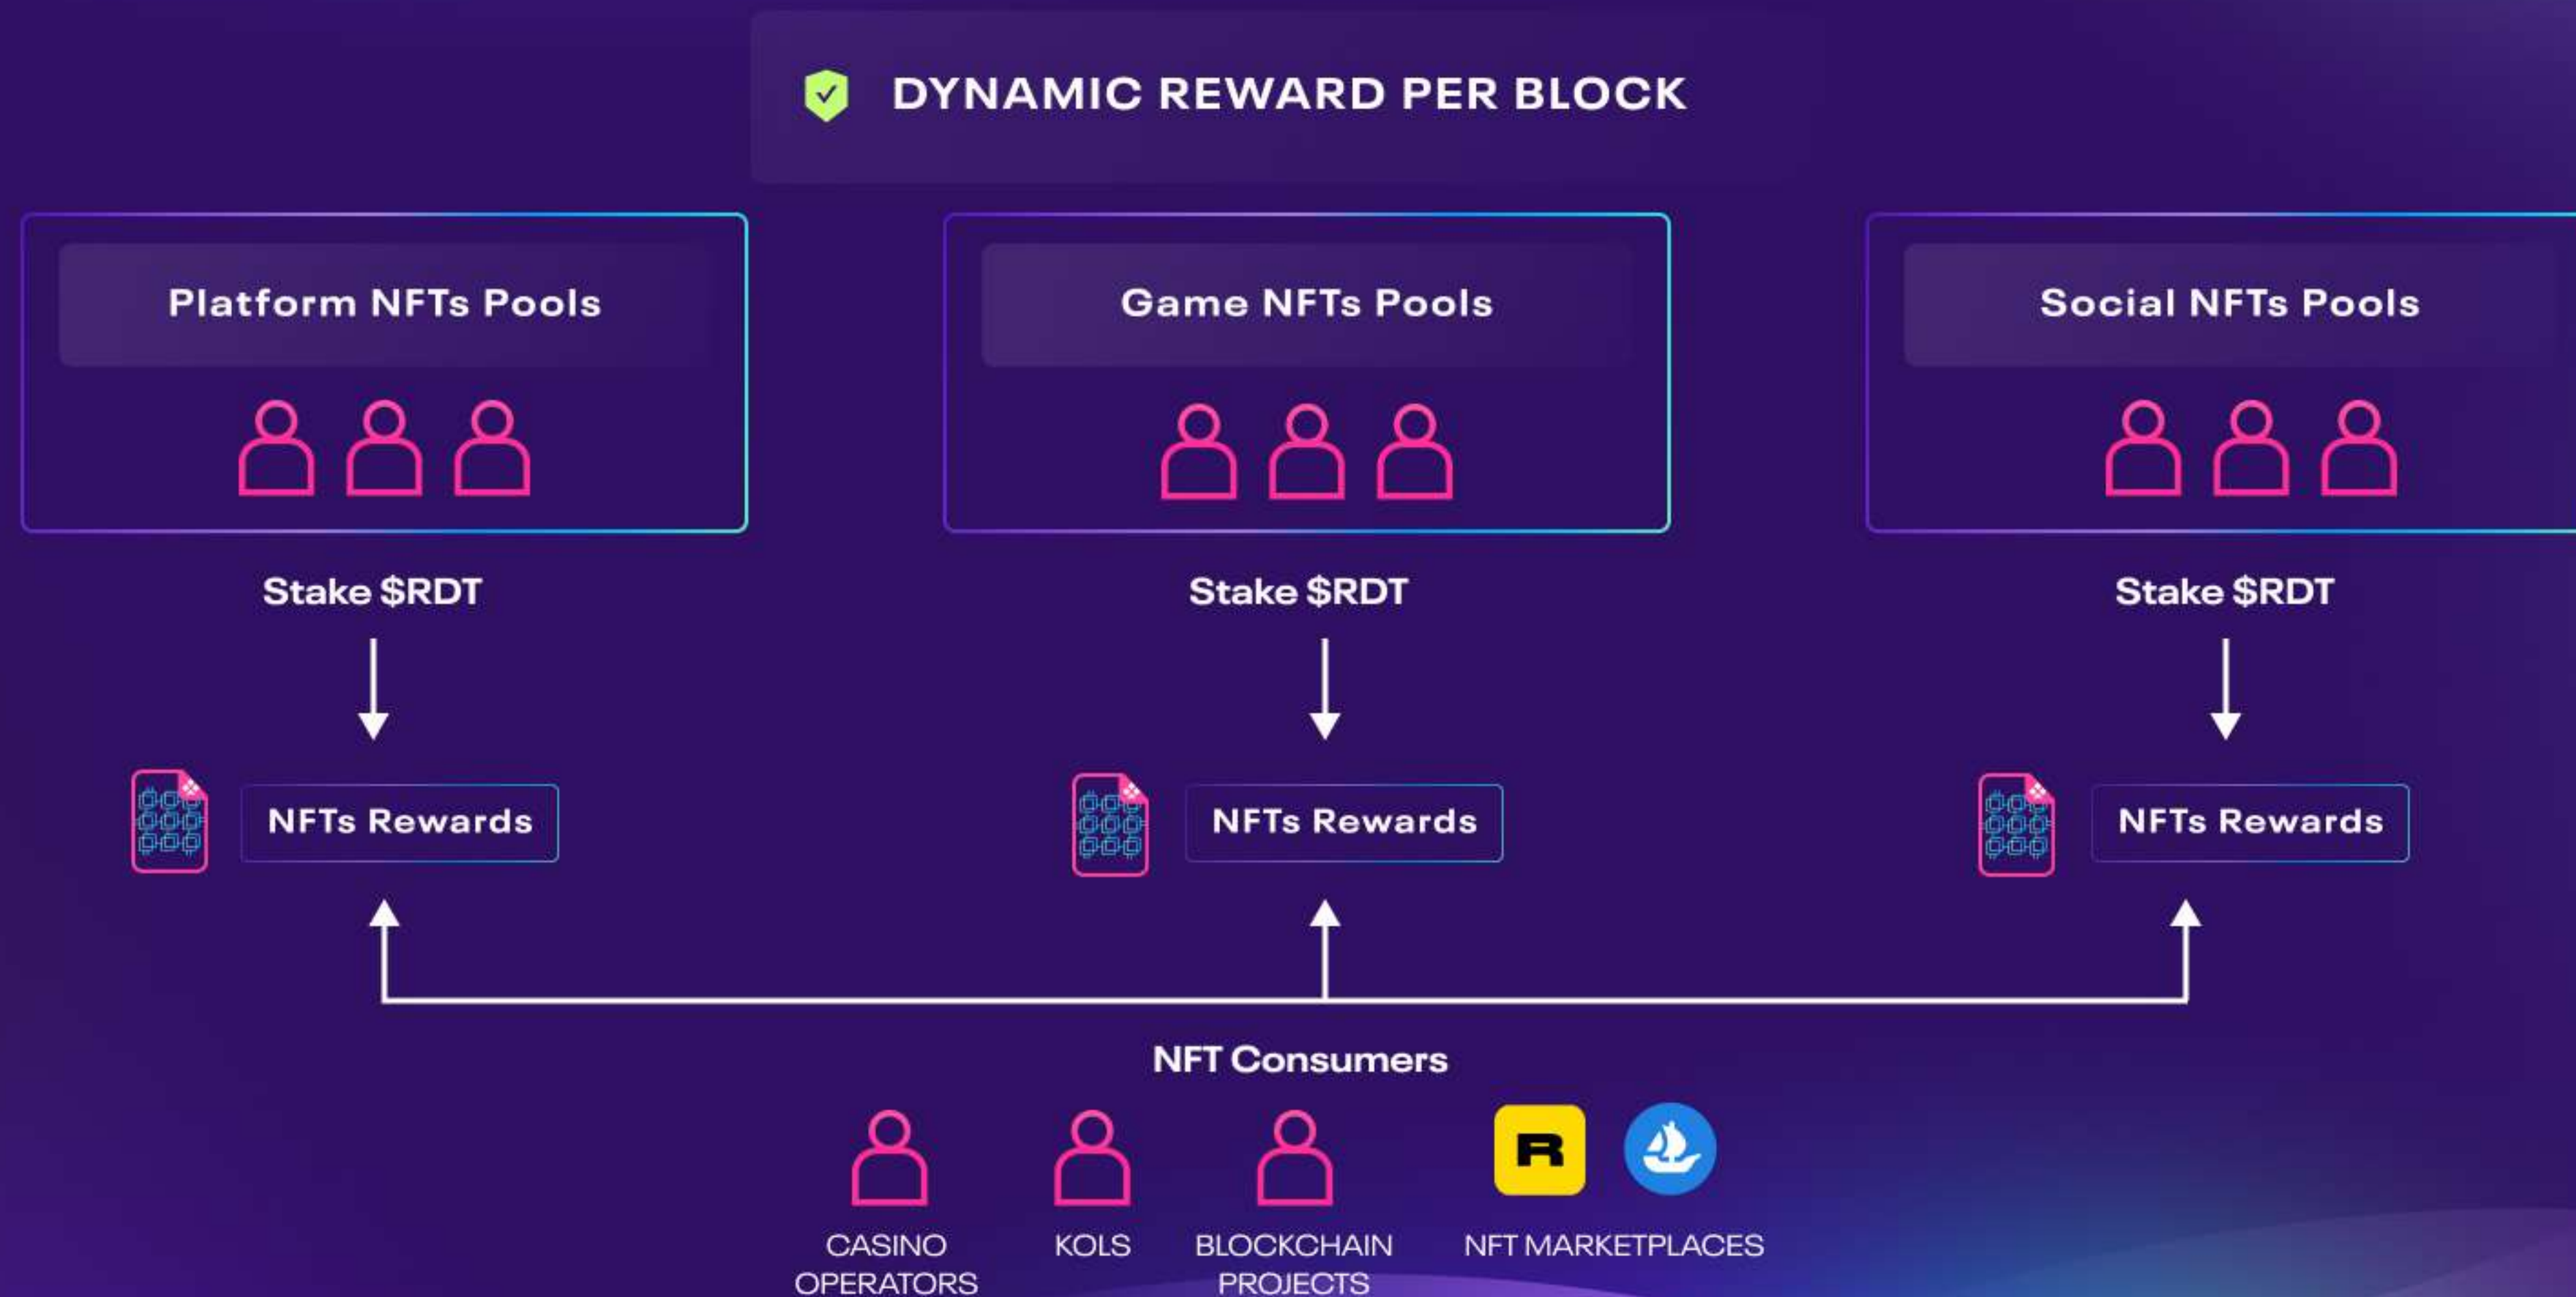 DYNAMIC REWARD PER BLOCK
Platform NFTs Pools
Game NFTs Pools
Social NFTs Pools
Stake $RDT
Stake $RDT
Stake $RDT
NFTs Rewards
NFTs Rewards
NFTs Rewards
NFT Consumers
R
CASINO
OPERATORS
KOLS
BLOCKCHAIN
PROJECTS
NFT MARKETPLACES